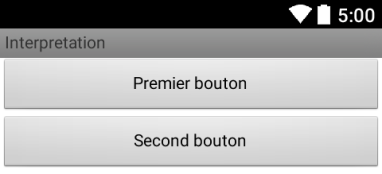 5:00
Interpretation
Premier bouton
Second bouton